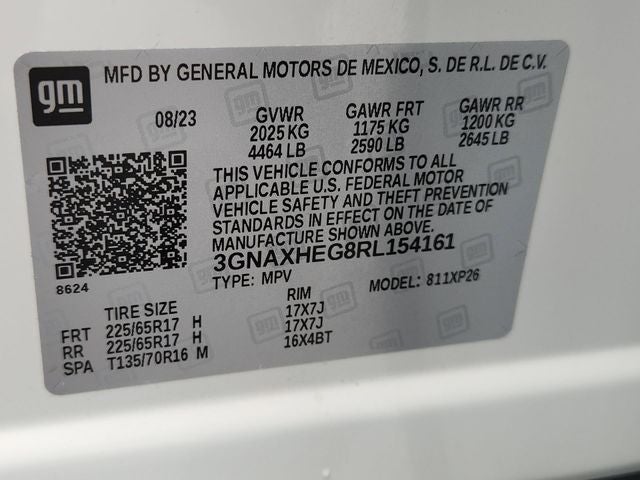 gm
MFD BY GENERAL MOTORS DE MEXICO, S. DE R.L. DE C.V.
08/23 GVWR GAWR FRT GAWR RR
2025 KG 1175 KG 1200 KG
4464 LB 2590 LB 2645 LB
THIS VEHICLE CONFORMS TO ALL
APPLICABLE U.S. FEDERAL MOTOR
VEHICLE SAFETY AND THEFT PREVENTION
STANDARDS IN EFFECT ON THE DATE OF
MANUFACTURE SHOWN ABOVE.
3GNAXHEG8RL154161
8624
TYPE: MPV MODEL: 811XP26
TIRE SIZE RIM
FRT 225/65R17 H 17X7J
RR 225/65R17 H 17X7J
SPA T135/70R16 M 16X4BT